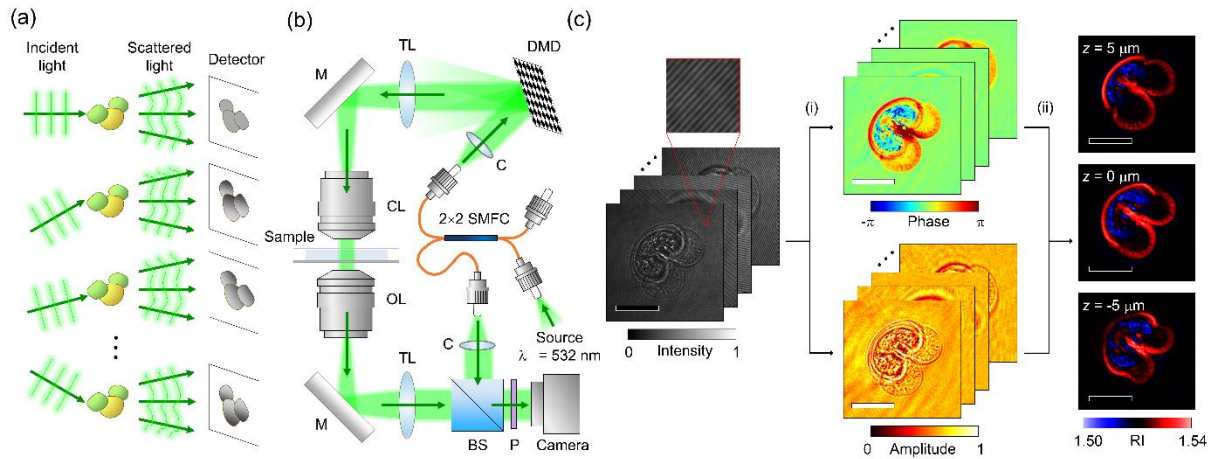 (a)
Incident
light
Scattered
light
Detector
(b)
M
TL
DMD
C
CL
2×2 SMFC
Sample
OL
C
Source
λ = 532 nm
M
TL
BS
P
Camera
(c)
0 Intensity 1
(i)
-π Phase π
0 Amplitude 1
(ii)
z = 5 μm
z = 0 μm
z = -5 μm
1.50 RI 1.54